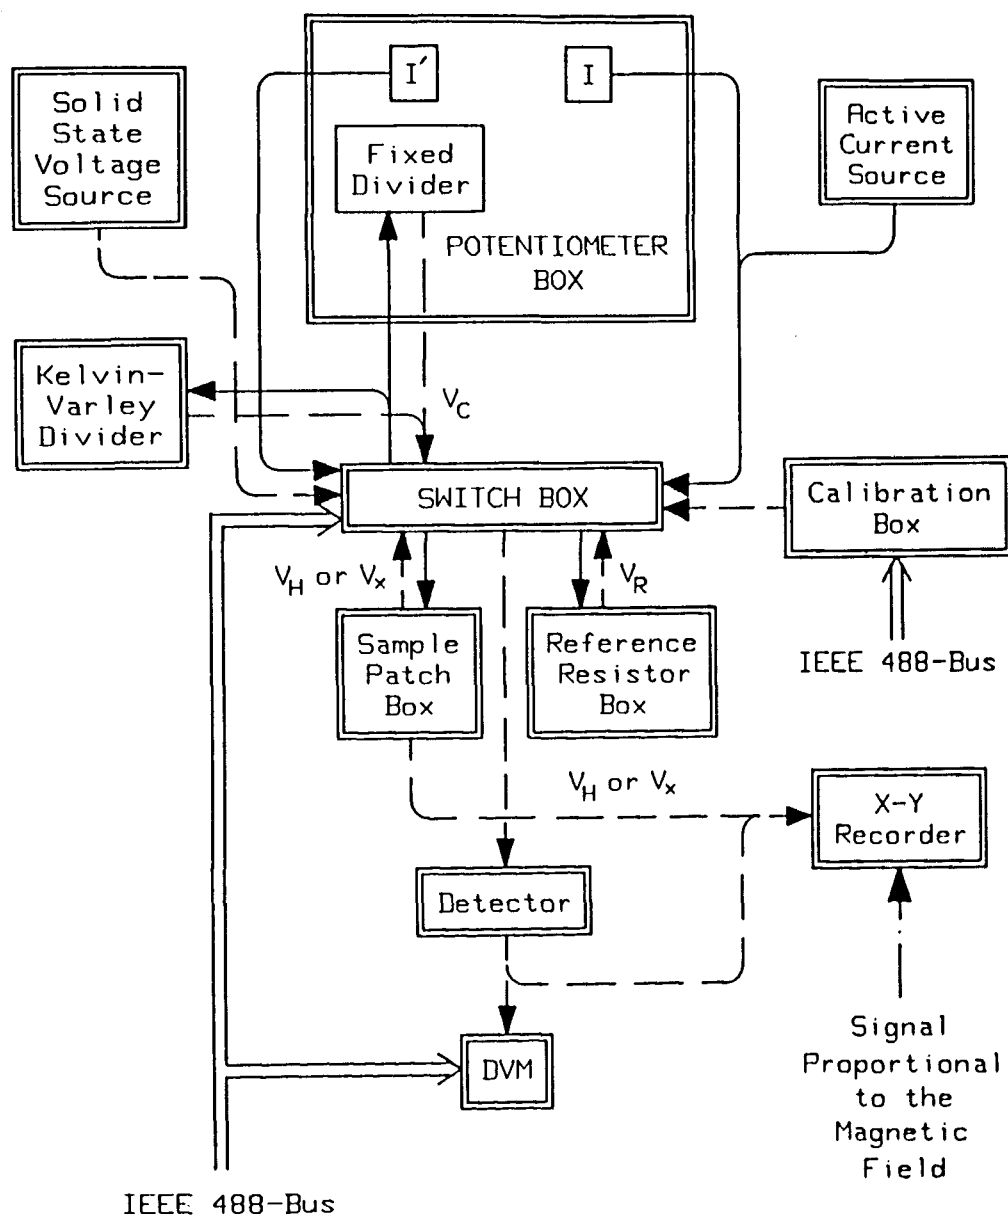 I′
I
Solid
State
Voltage
Source
Active
Current
Source
Fixed
Divider
POTENTIOMETER
BOX
Kelvin-
Varley
Divider
V_C
SWITCH BOX
Calibration
Box
V_H or V_x
V_R
Sample
Patch
Box
Reference
Resistor
Box
IEEE 488-Bus
V_H or V_x
X-Y
Recorder
Detector
DVM
Signal
Proportional
to the
Magnetic
Field
IEEE 488-Bus